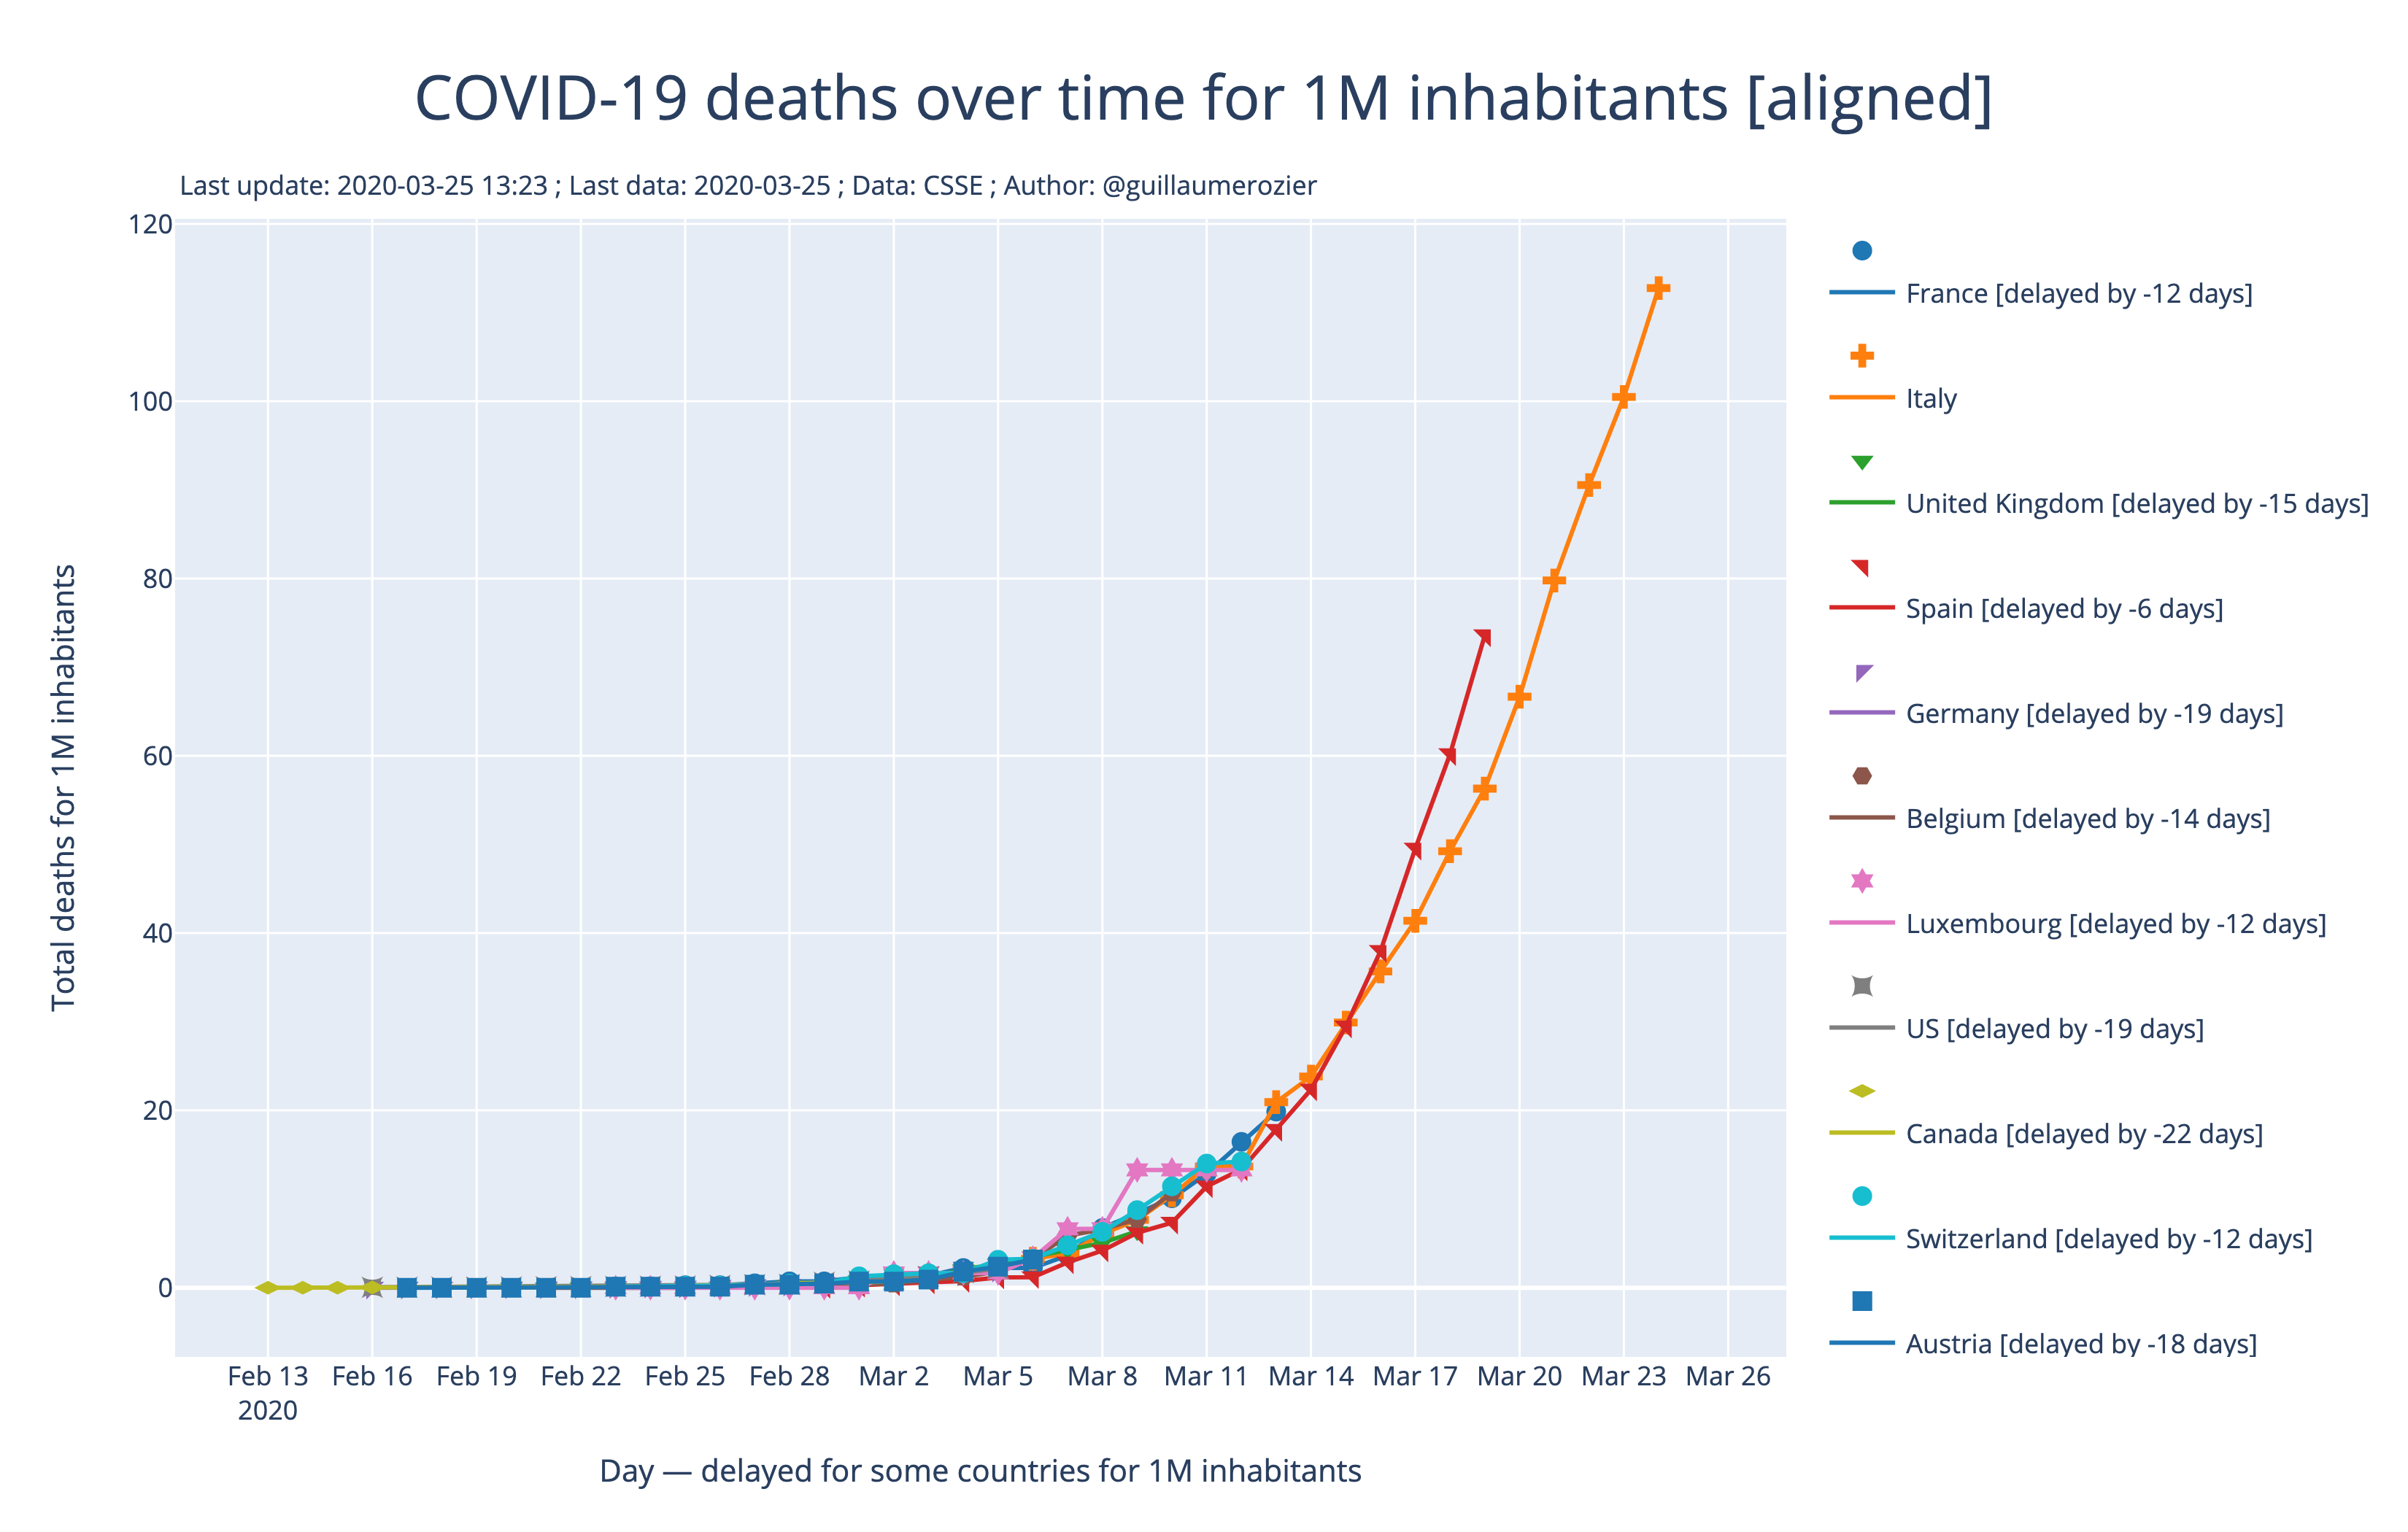 COVID-19 deaths over time for 1M inhabitants [aligned]
Last update: 2020-03-25 13:23 ; Last data: 2020-03-25 ; Data: CSSE ; Author: @guillaumerozier
120
100
80
60
40
20
0
Total deaths for 1M inhabitants
Feb 13 Feb 16 Feb 19 Feb 22 Feb 25 Feb 28 Mar 2 Mar 5 Mar 8 Mar 11 Mar 14 Mar 17 Mar 20 Mar 23 Mar 26
2020
Day — delayed for some countries for 1M inhabitants
France [delayed by -12 days]
Italy
United Kingdom [delayed by -15 days]
Spain [delayed by -6 days]
Germany [delayed by -19 days]
Belgium [delayed by -14 days]
Luxembourg [delayed by -12 days]
US [delayed by -19 days]
Canada [delayed by -22 days]
Switzerland [delayed by -12 days]
Austria [delayed by -18 days]